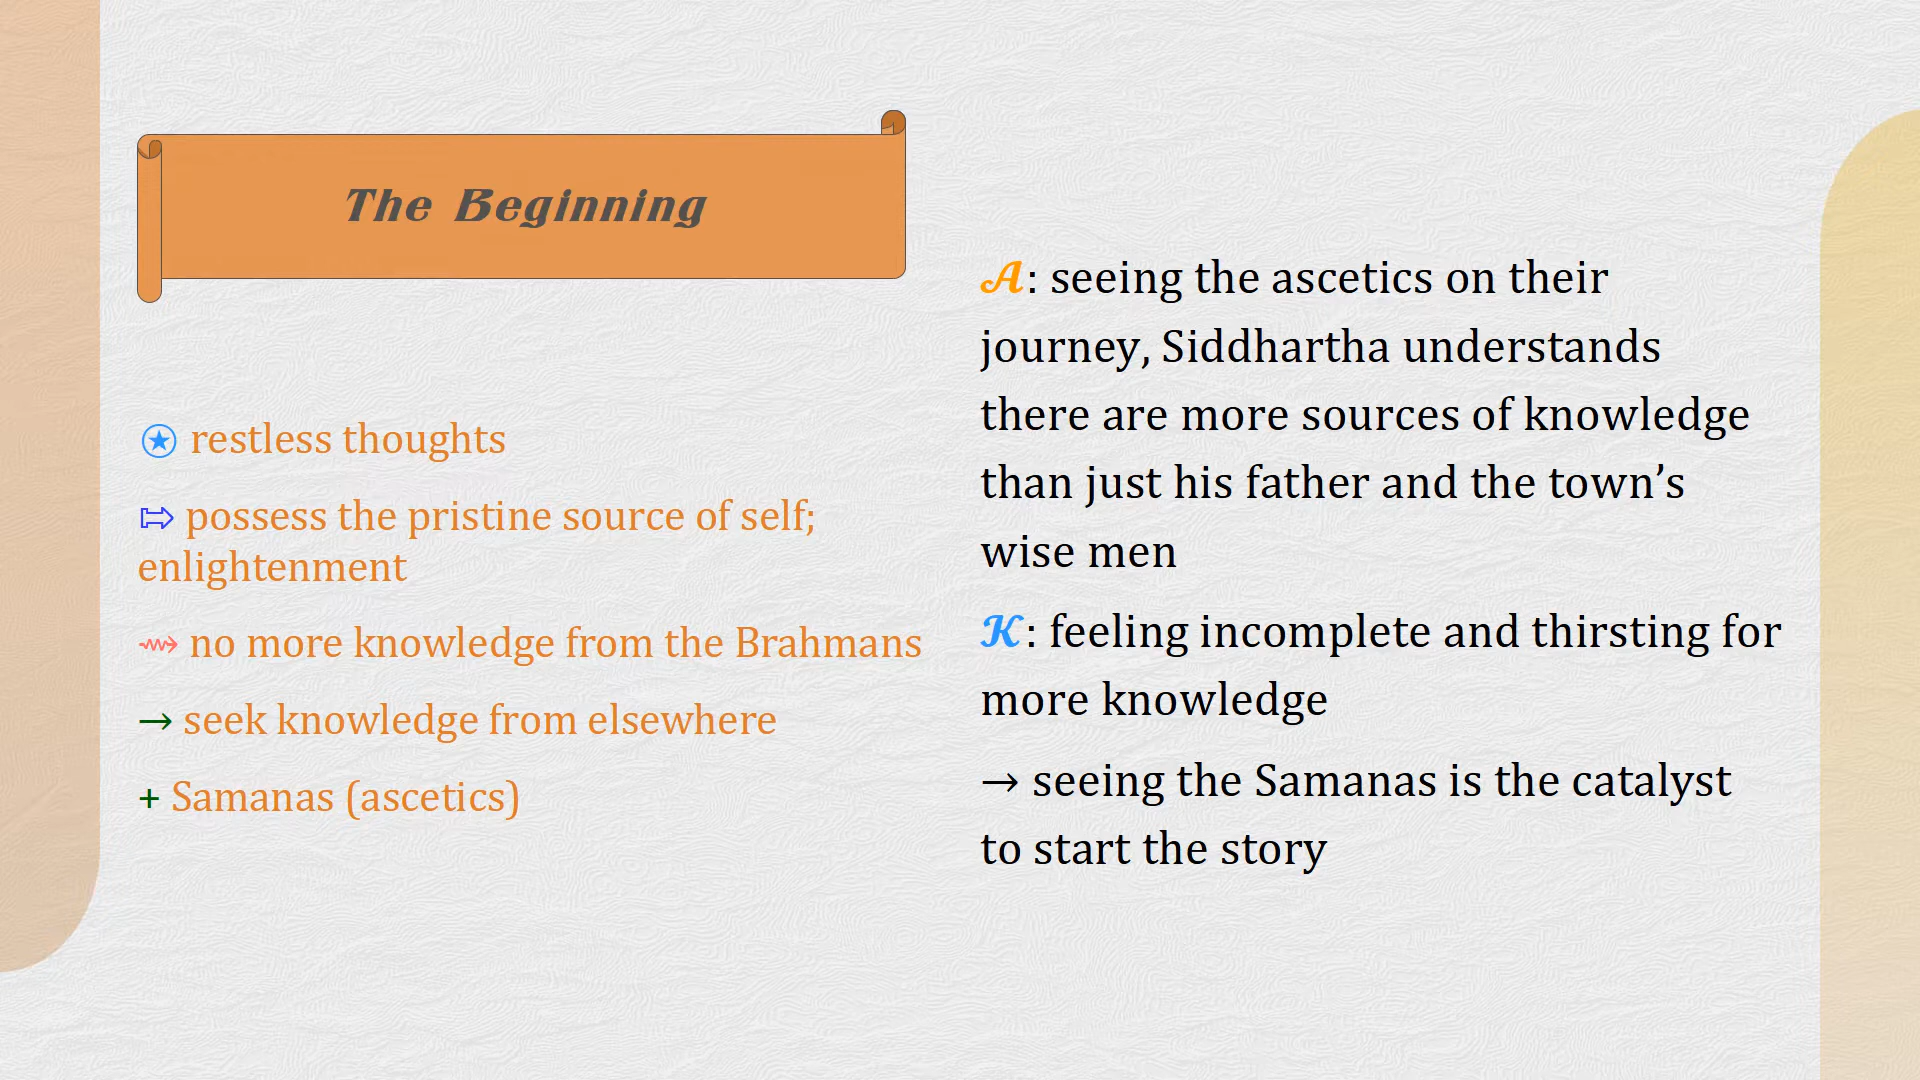 The Beginning
✪ restless thoughts
⇰ possess the pristine source of self;
enlightenment
⇝ no more knowledge from the Brahmans
→ seek knowledge from elsewhere
+ Samanas (ascetics)
𝓐: seeing the ascetics on their
journey, Siddhartha understands
there are more sources of knowledge
than just his father and the town’s
wise men
𝓚: feeling incomplete and thirsting for
more knowledge
→ seeing the Samanas is the catalyst
to start the story